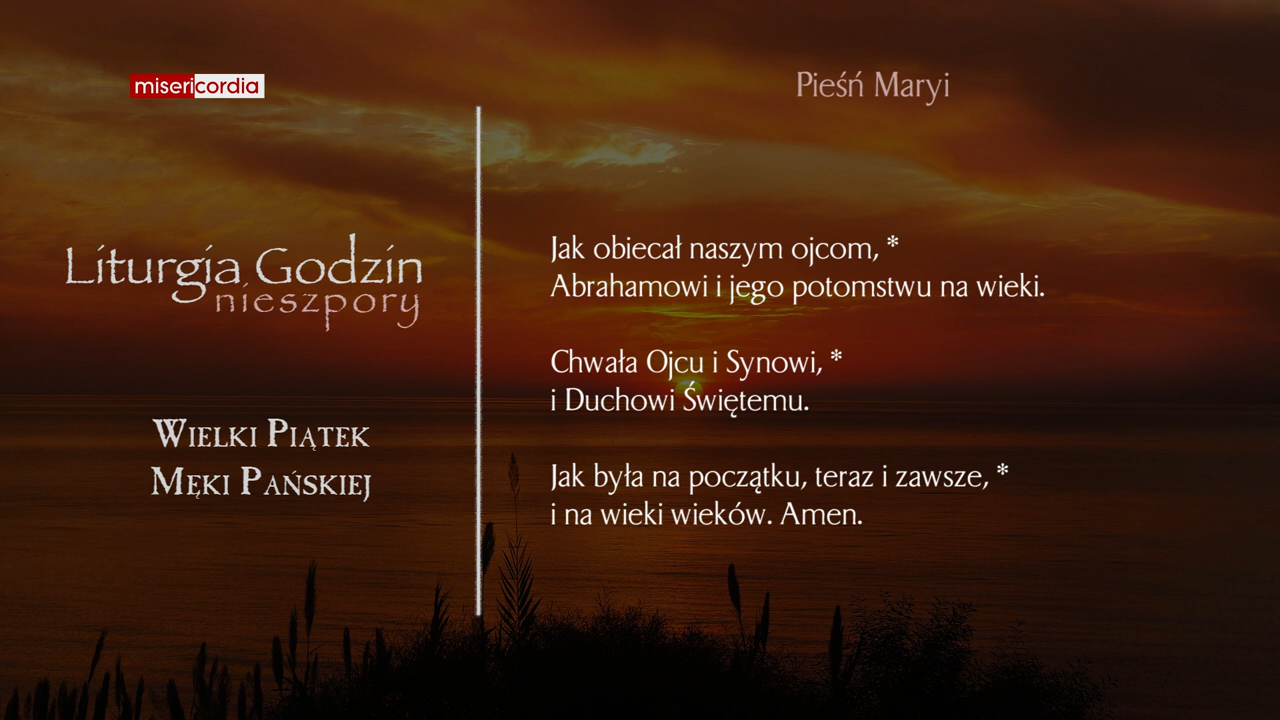 misericordia
Pieśń Maryi
Liturgia Godzin
nieszpory
Wielki Piątek
Męki Pańskiej
Jak obiecał naszym ojcom, *
Abrahamowi i jego potomstwu na wieki.
Chwała Ojcu i Synowi, *
i Duchowi Świętemu.
Jak była na początku, teraz i zawsze, *
i na wieki wieków. Amen.